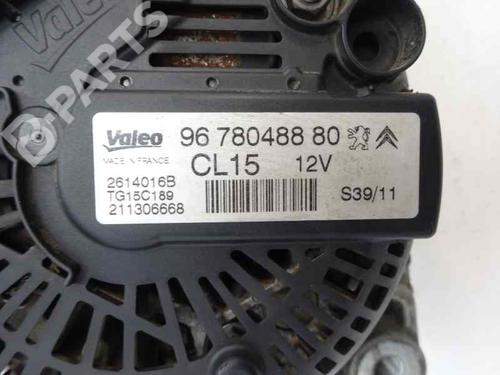 Valeo
Valeo 96 780488 80
MADE IN FRANCE
CL15 12V
2614016B
TG15C189
211306668
S39/11
B-PARTS